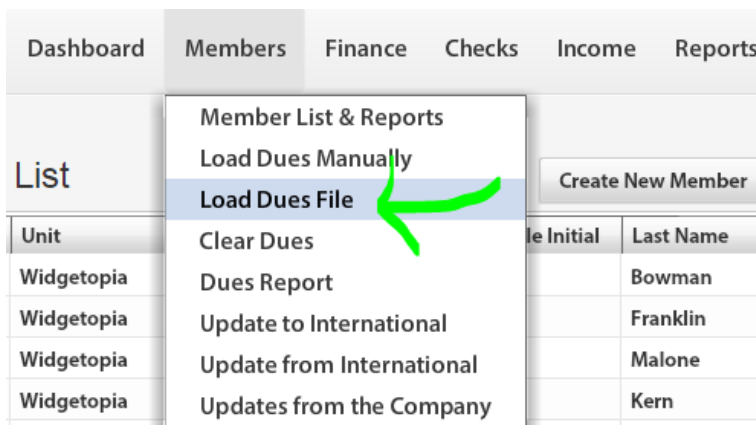 Dashboard Members Finance Checks Income Reports
Member List & Reports
Load Dues Manually
List
Create New Member
Load Dues File
Unit
Clear Dues
le Initial
Last Name
Widgetopia
Dues Report
Bowman
Widgetopia
Update to International
Franklin
Widgetopia
Update from International
Malone
Widgetopia
Updates from the Company
Kern